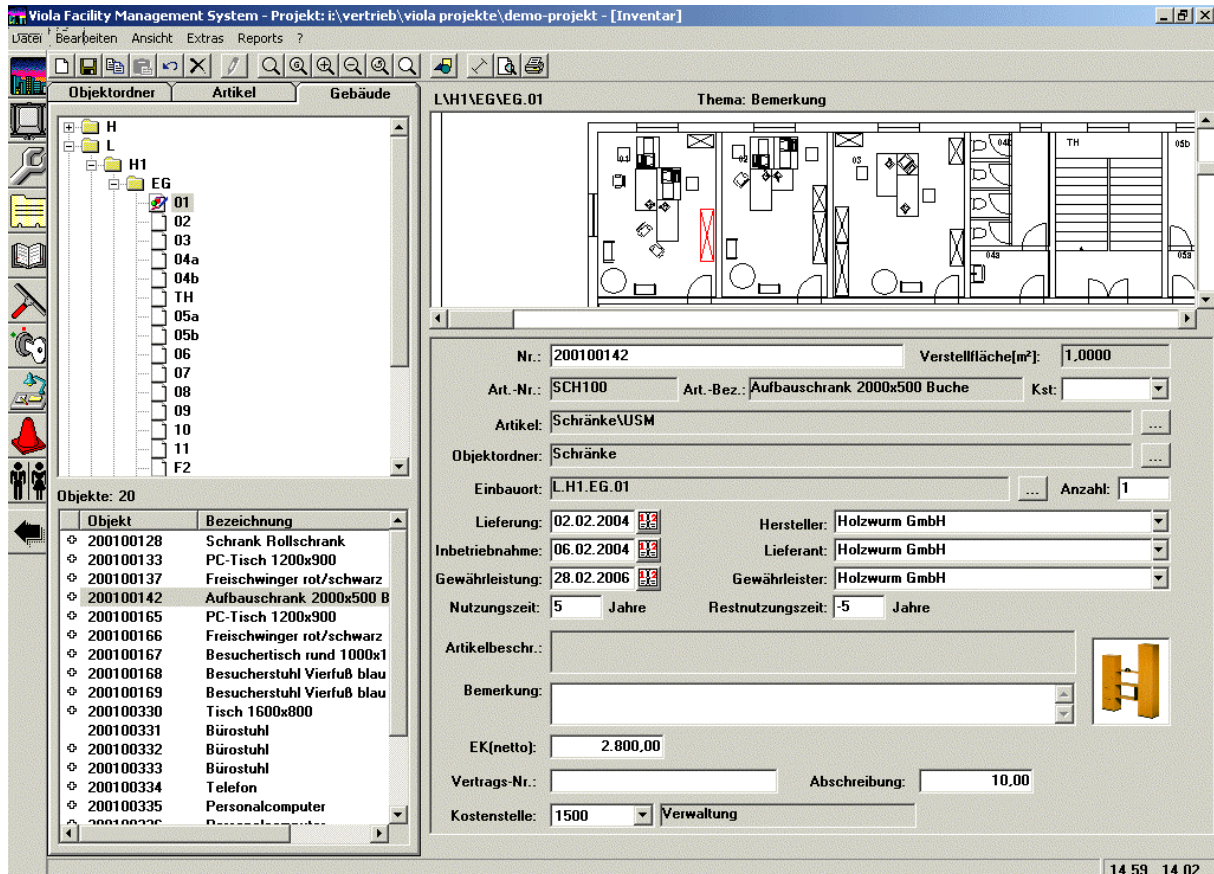 Viola Facility Management System - Projekt: i:\vertrieb\viola projekte\demo-projekt - [Inventar]
Datei Bearbeiten Ansicht Extras Reports ?
Objektordner Artikel Gebäude
H
L
H1
EG
01
02
03
04a
04b
TH
05a
05b
06
07
08
09
10
11
F2
Objekte: 20
Objekt Bezeichnung
200100128 Schrank Rollschrank
200100133 PC-Tisch 1200x900
200100137 Freischwinger rot/schwarz
200100142 Aufbauschrank 2000x500 B
200100165 PC-Tisch 1200x900
200100166 Freischwinger rot/schwarz
200100167 Besuchertisch rund 1000x1
200100168 Besucherstuhl Vierfuß blau
200100169 Besucherstuhl Vierfuß blau
200100330 Tisch 1600x800
200100331 Bürostuhl
200100332 Bürostuhl
200100333 Bürostuhl
200100334 Telefon
200100335 Personalcomputer
L\H1\EG\EG.01 Thema: Bemerkung
01 02 03 04b TH 05b
04a 05a
Nr.: 200100142 Verstellfläche[m²]: 1,0000
Art.-Nr.: SCH100 Art.-Bez.: Aufbauschrank 2000x500 Buche Kst:
Artikel: Schränke\USM ...
Objektordner: Schränke ...
Einbauort: L.H1.EG.01 ... Anzahl: 1
Lieferung: 02.02.2004 Hersteller: Holzwurm GmbH
Inbetriebnahme: 06.02.2004 Lieferant: Holzwurm GmbH
Gewährleistung: 28.02.2006 Gewährleister: Holzwurm GmbH
Nutzungszeit: 5 Jahre Restnutzungszeit: -5 Jahre
Artikelbeschr.:
Bemerkung:
EK(netto): 2.800,00
Vertrags-Nr.: Abschreibung: 10,00
Kostenstelle: 1500 Verwaltung
14.59 14.02